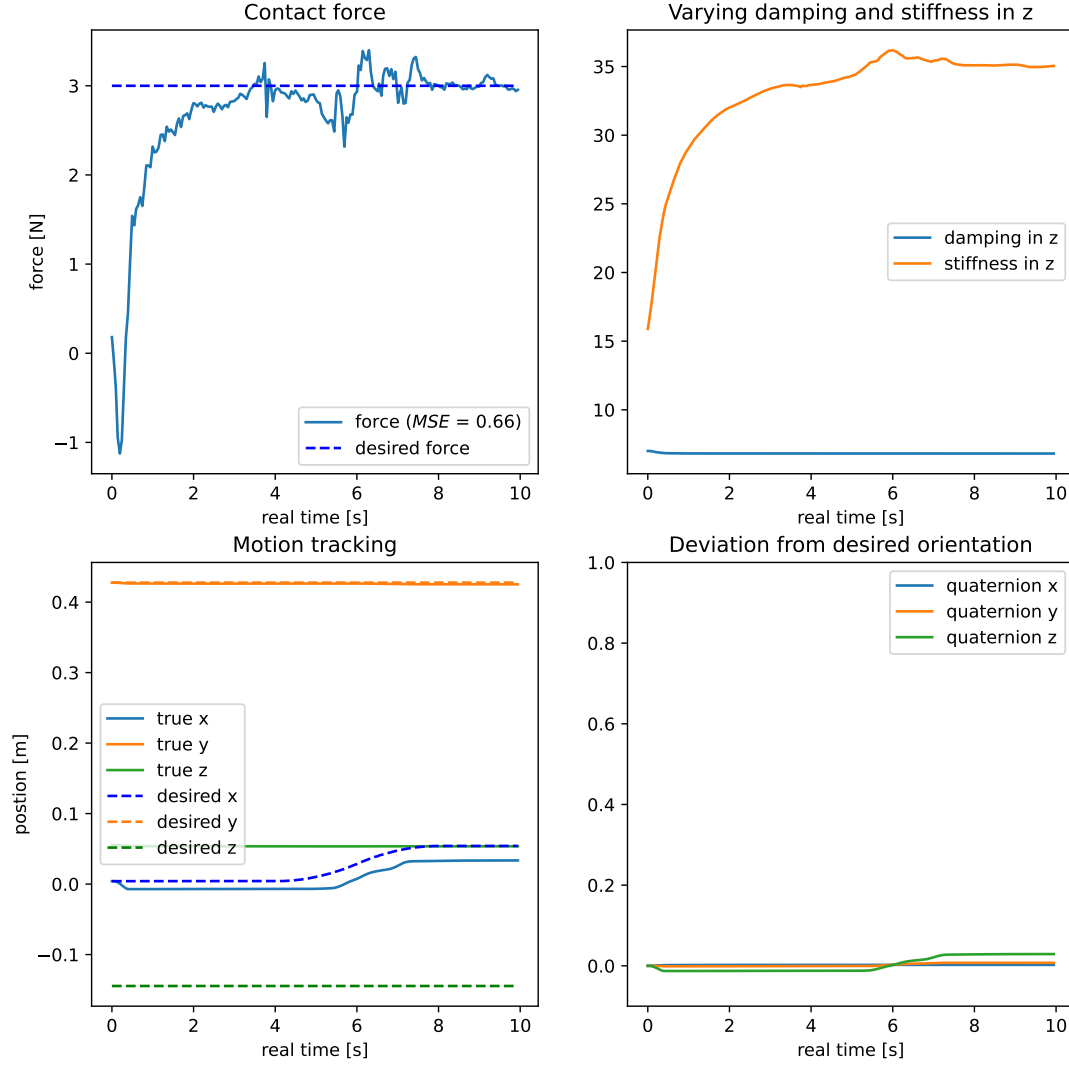 Contact force
force [N]
3
2
1
0
−1
0
2
4
6
8
10
real time [s]
force (MSE = 0.66)
desired force
Varying damping and stiffness in z
35
30
25
20
15
10
0
2
4
6
8
10
real time [s]
damping in z
stiffness in z
Motion tracking
postion [m]
0.4
0.3
0.2
0.1
0.0
−0.1
0
2
4
6
8
10
real time [s]
true x
true y
true z
desired x
desired y
desired z
Deviation from desired orientation
1.0
0.8
0.6
0.4
0.2
0.0
0
2
4
6
8
10
real time [s]
quaternion x
quaternion y
quaternion z